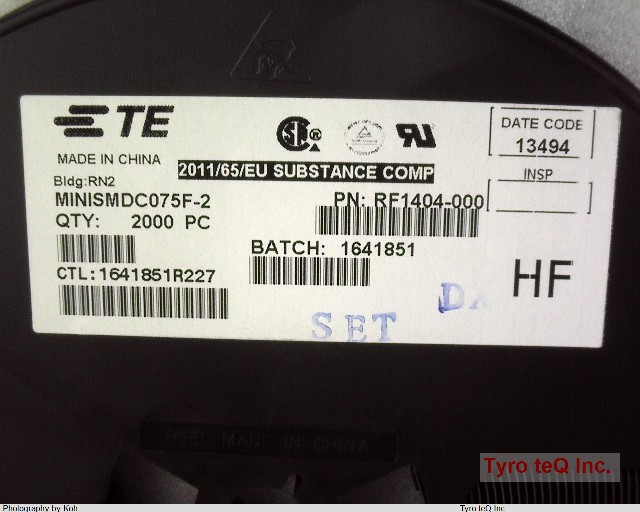 TE
MADE IN CHINA
Bldg:RN2
2011/65/EU SUBSTANCE COMP
DATE CODE
13494
INSP
MINISMDC075F-2
PN: RF1404-000
QTY: 2000 PC
BATCH: 1641851
CTL:1641851R227
HF
SET
REEL MADE IN CHINA
Tyro teQ Inc.
Photography by Koh
Tyro teQ Inc